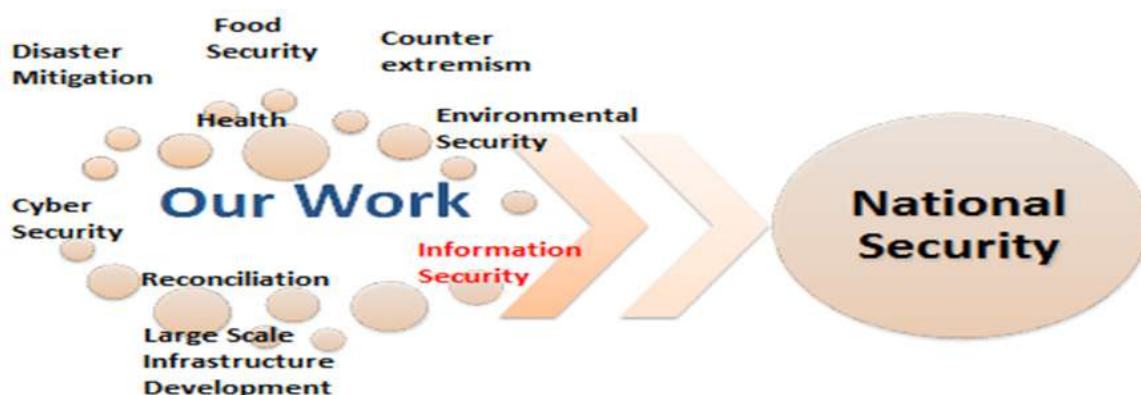 Food
Security
Counter
extremism
Disaster
Mitigation
Health
Environmental
Security
Our Work
National
Security
Cyber
Security
Information
Security
Reconciliation
Large Scale
Infrastructure
Development